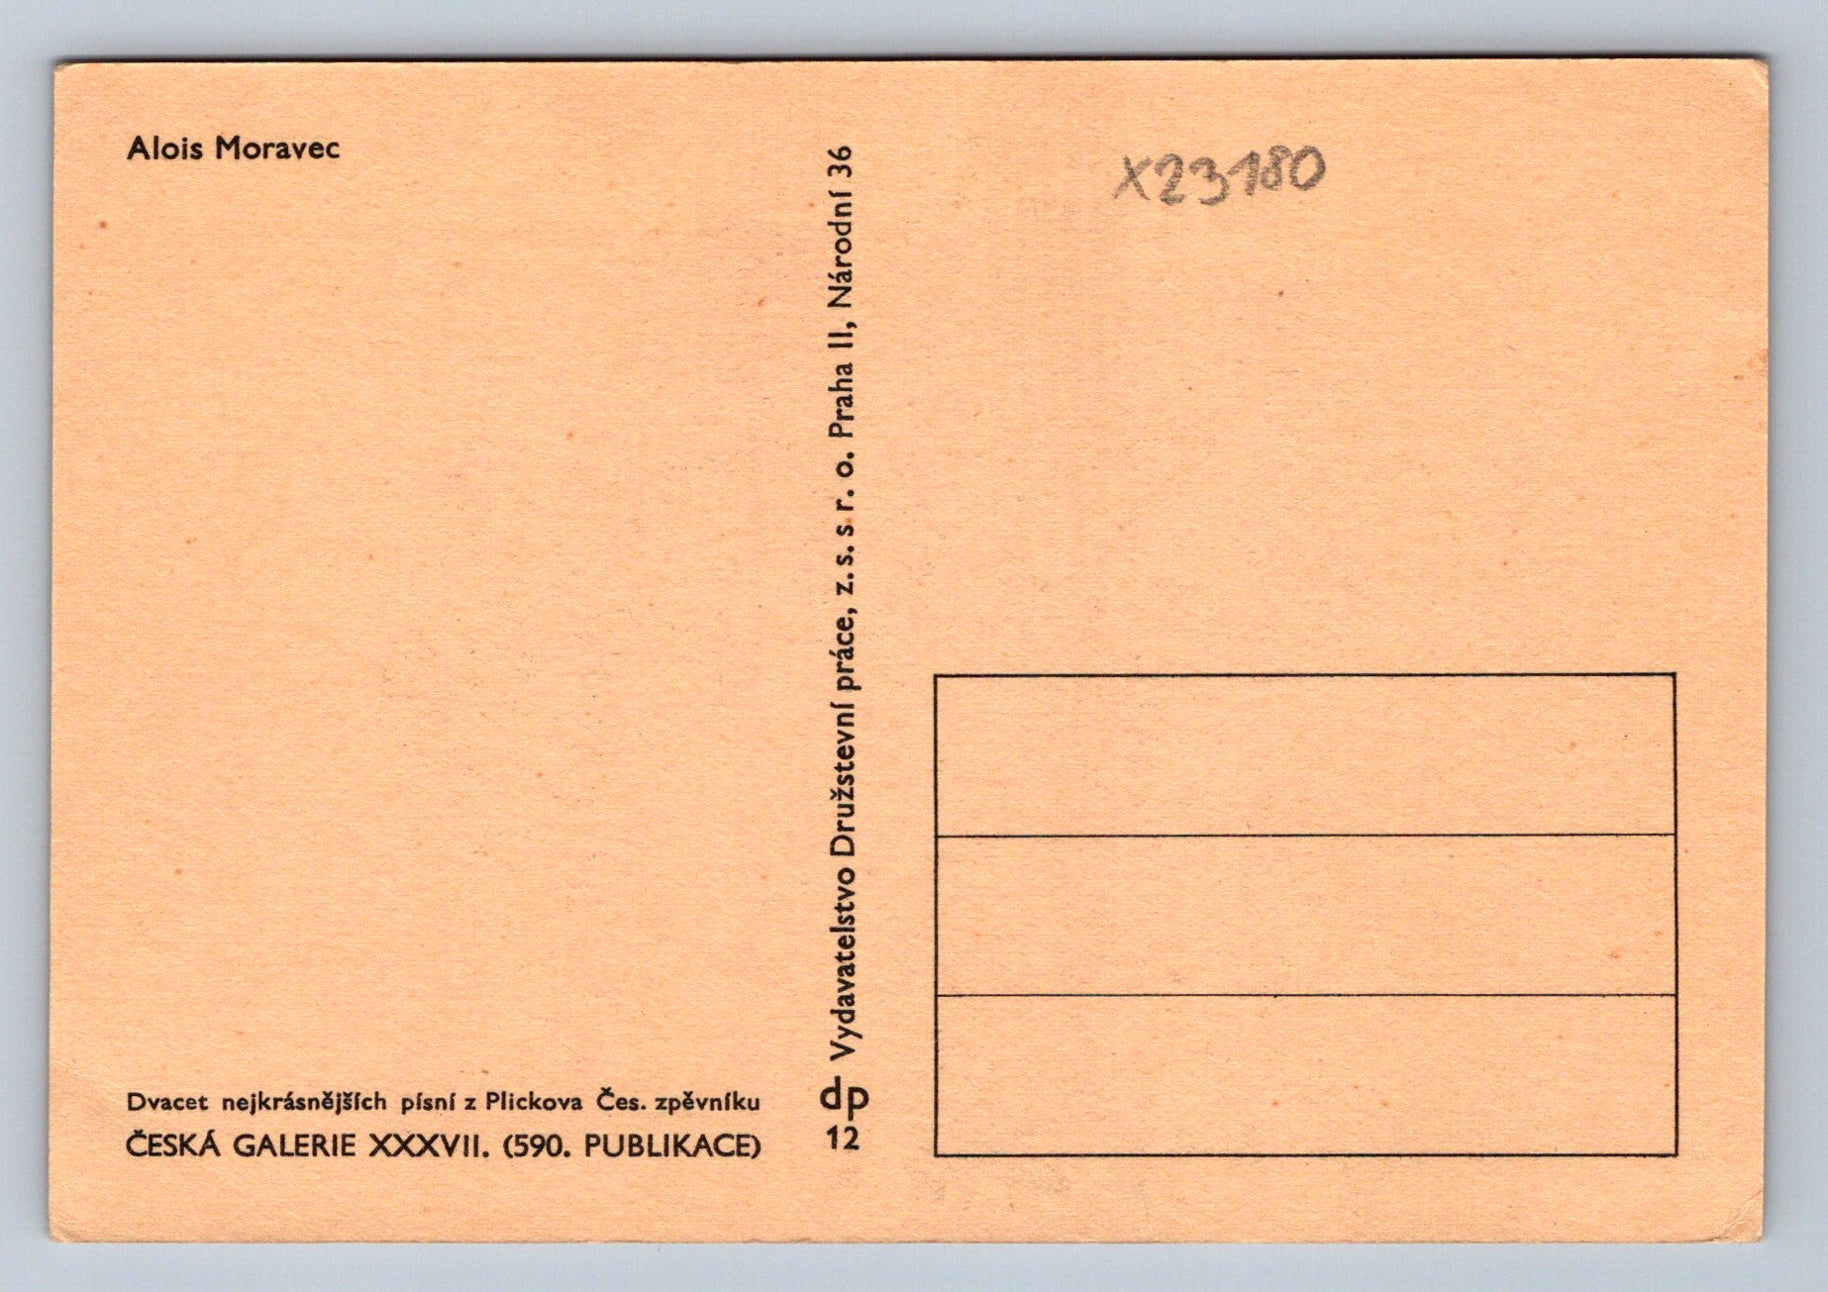 Alois Moravec
Dvacet nejkrásnějších písní z Plickova Čes. zpěvníku
ČESKÁ GALERIE XXXVII. (590. PUBLIKACE)
Vydavatelstvo Družstevní práce, z. s. s r. o. Praha II, Národní 36
dp
12
X23180